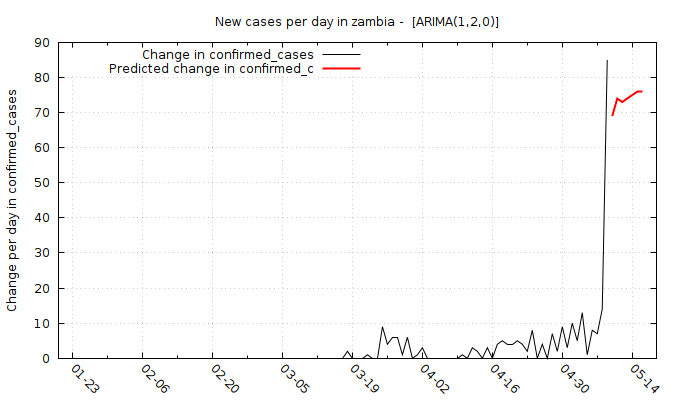 New cases per day in zambia -  [ARIMA(1,2,0)]
Change in confirmed_cases
Predicted change in confirmed_c
Change per day in confirmed_cases
90
80
70
60
50
40
30
20
10
0
01-23 02-06 02-20 03-05 03-19 04-02 04-16 04-30 05-14